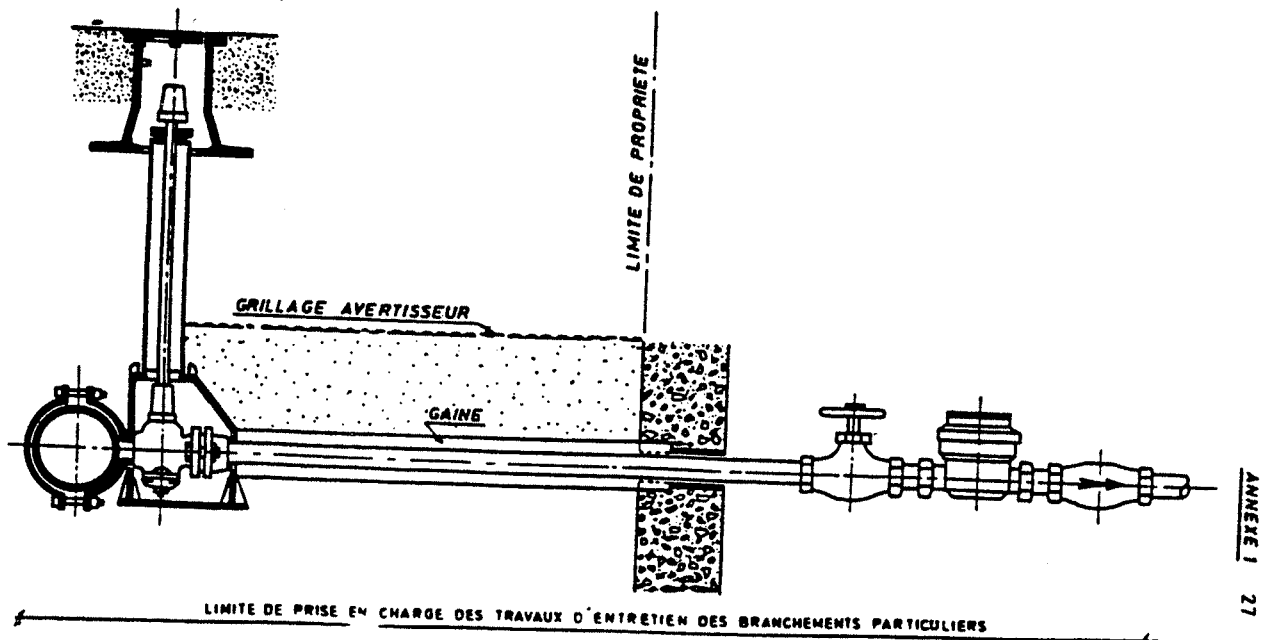 LIMITE DE PROPRIETE
GRILLAGE AVERTISSEUR
GAINE
ANNEXE 1 27
LIMITE DE PRISE EN CHARGE DES TRAVAUX D'ENTRETIEN DES BRANCHEMENTS PARTICULIERS